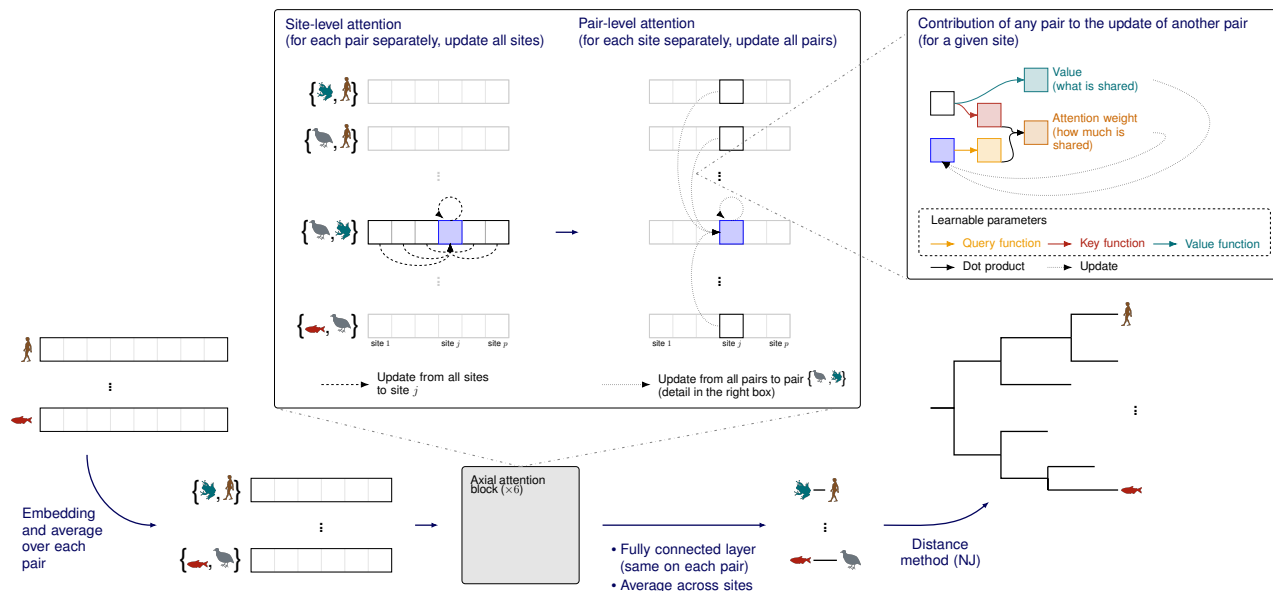 Site-level attention
(for each pair separately, update all sites)
Pair-level attention
(for each site separately, update all pairs)
{ , }
{ , }
⋮
⋮
{ , }
⋮
⋮
{ , }
site 1
site j
site p
site 1
site j
site p
Update from all sites
to site j
Update from all pairs to pair { , }
(detail in the right box)
Contribution of any pair to the update of another pair
(for a given site)
Value
(what is shared)
Attention weight
(how much is
shared)
Learnable parameters
Query function
Key function
Value function
Dot product
Update
⋮
Embedding
and average
over each
pair
{ , }
⋮
{ , }
Axial attention
block (×6)
• Fully connected layer
(same on each pair)
• Average across sites
⋮
Distance
method (NJ)
⋮